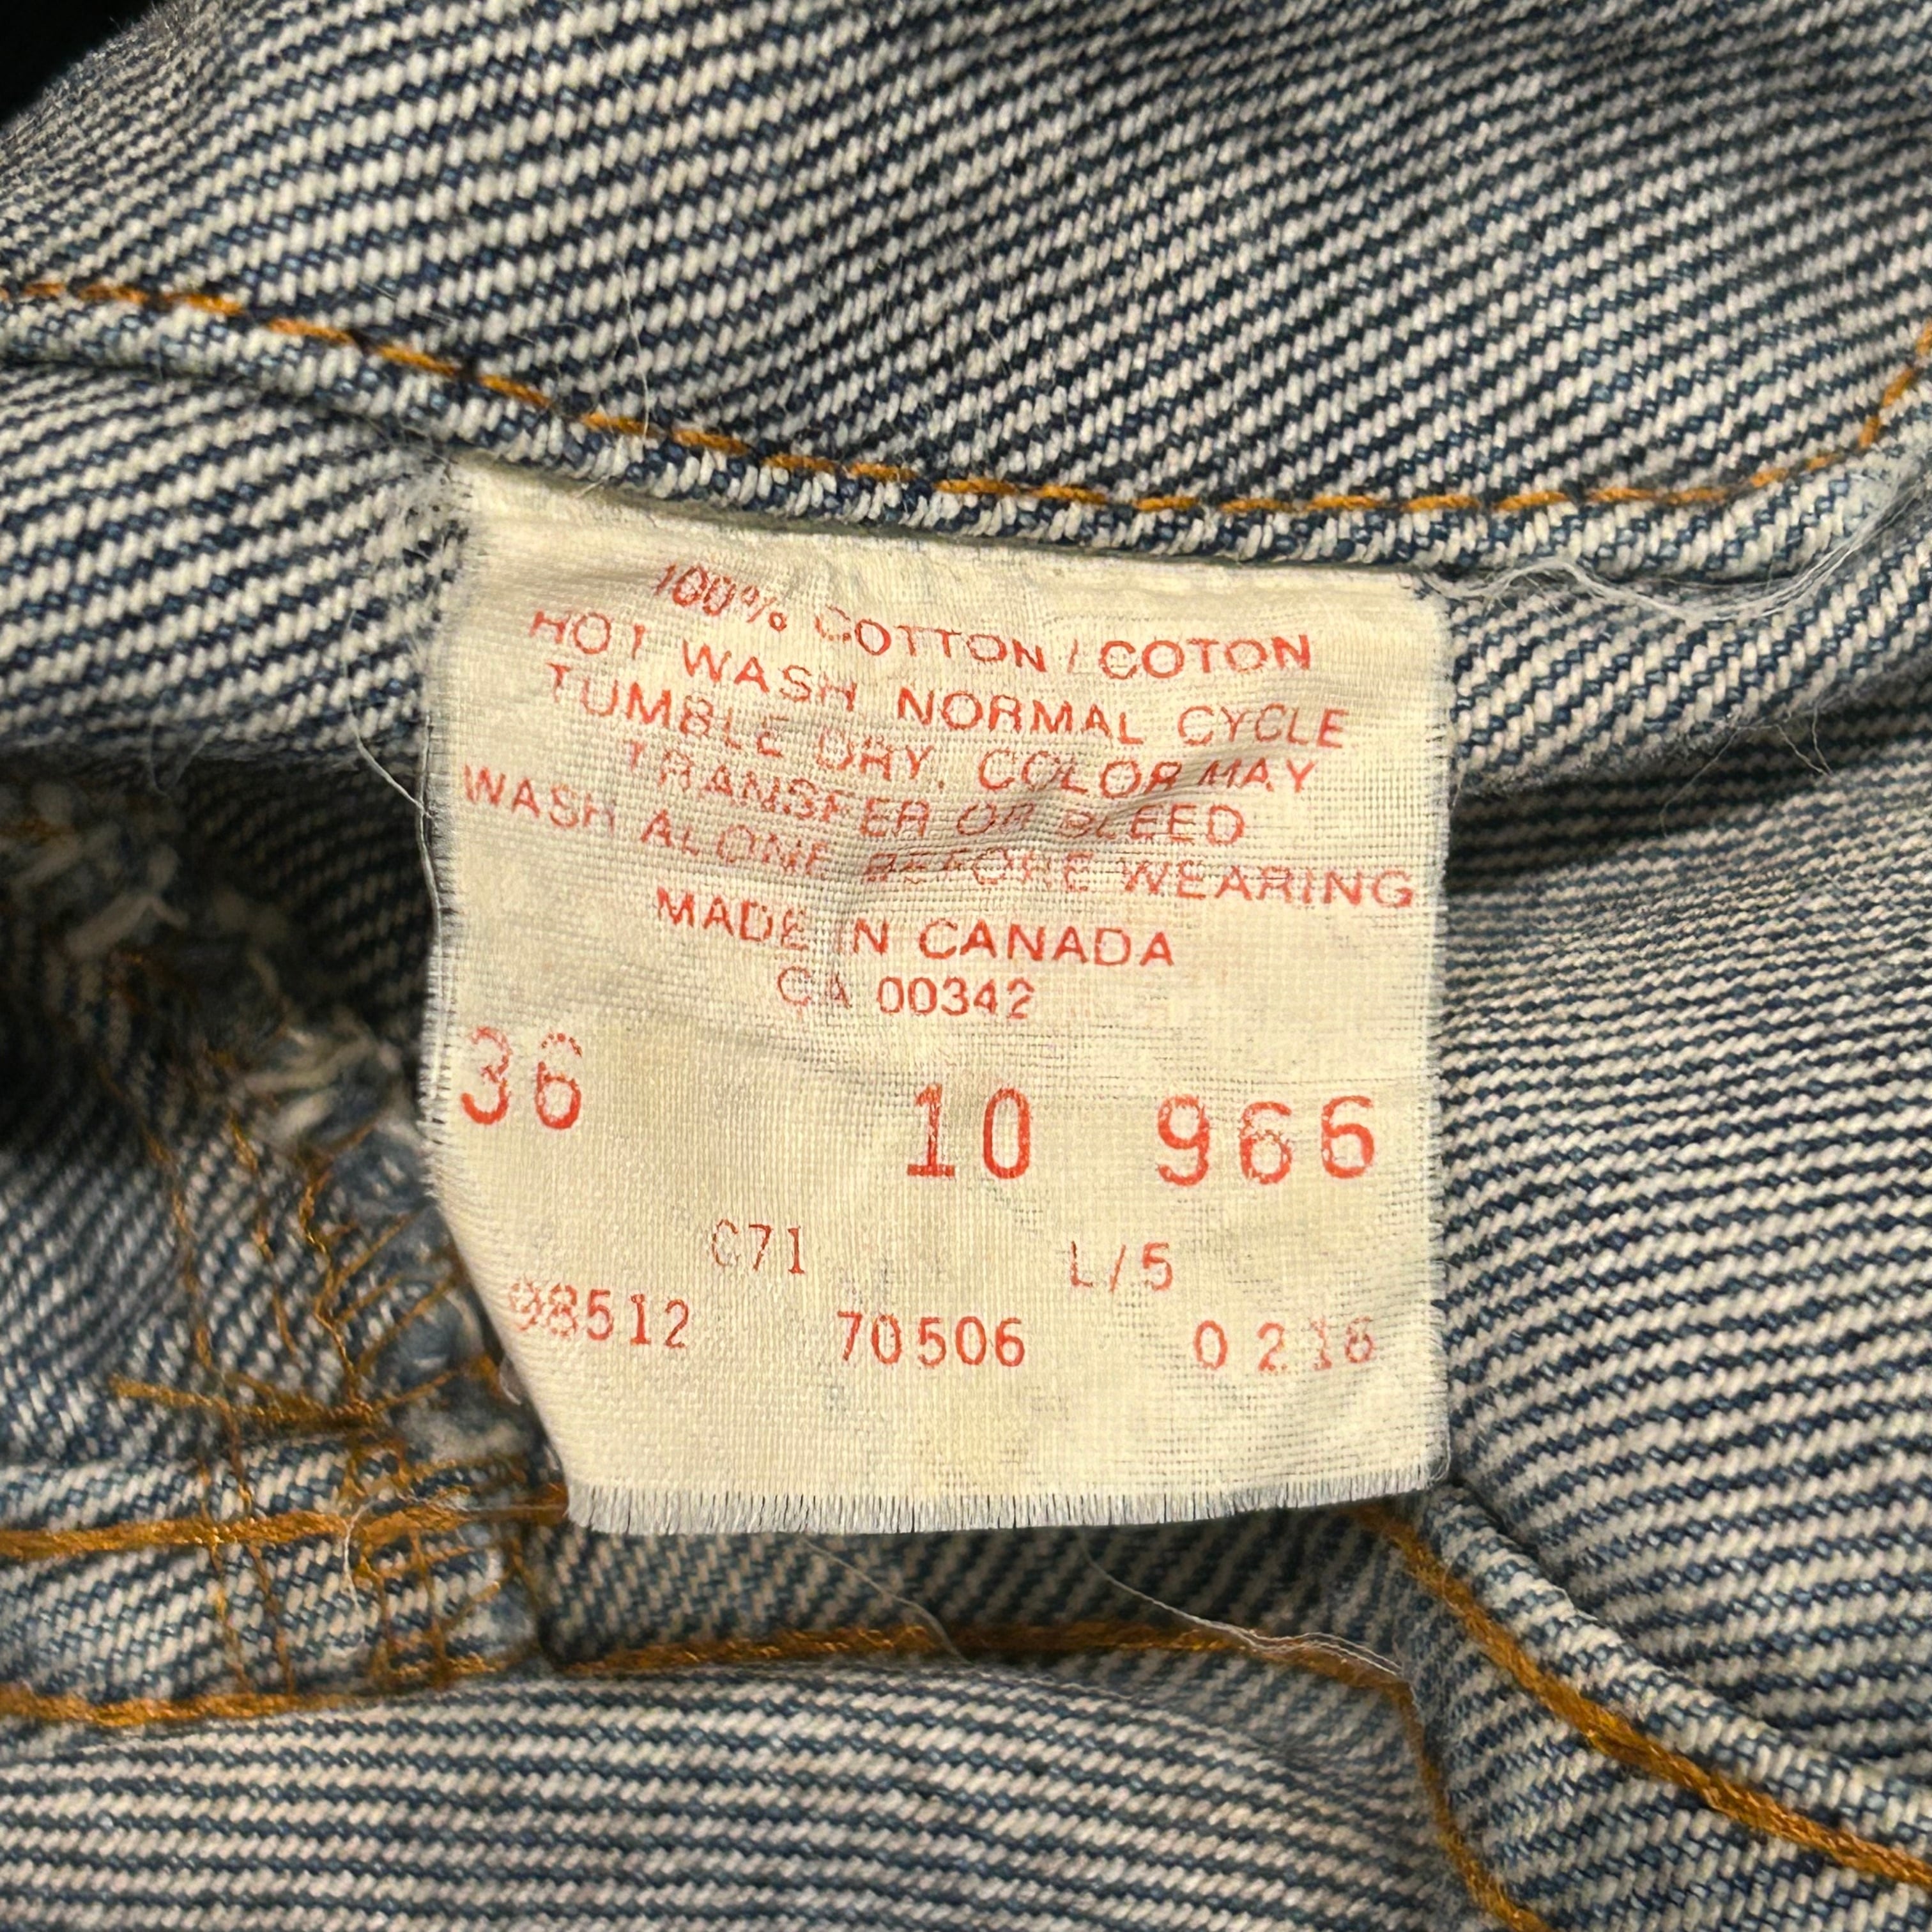 100% COTTON / COTON
HOT WASH NORMAL CYCLE
TUMBLE DRY. COLOR MAY
TRANSFER OR BLEED
WASH ALONE BEFORE WEARING
MADE IN CANADA
CA 00342
36 10 966
C71 L/5
98512 70506 0216